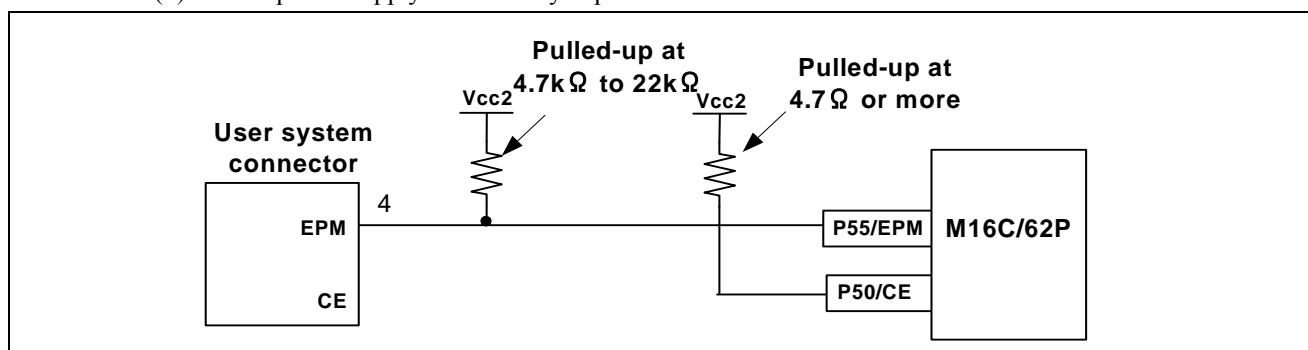 Pulled-up at
4.7kΩ to 22kΩ
Pulled-up at
4.7Ω or more
Vcc2
Vcc2
User system
connector
4
EPM
P55/EPM
M16C/62P
CE
P50/CE